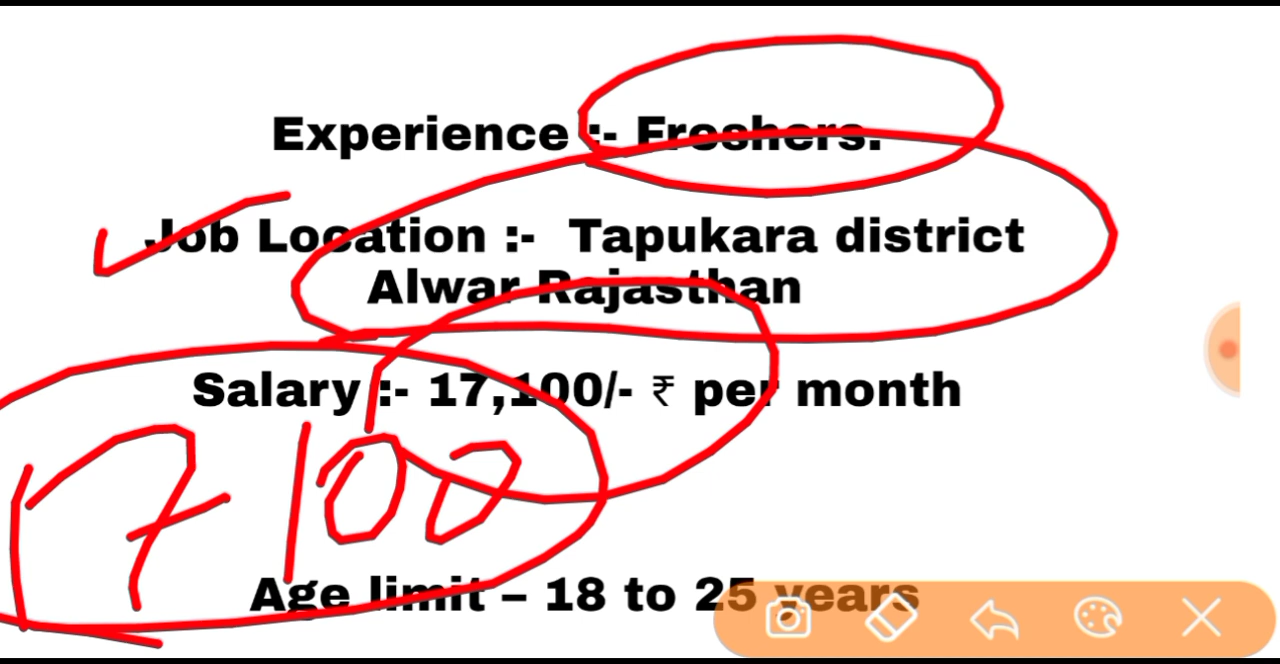 Experience :- Freshers.
Job Location :-  Tapukara district
Alwar Rajasthan
Salary :- 17,100/- ₹ per month
17100
Age limit – 18 to 25 years